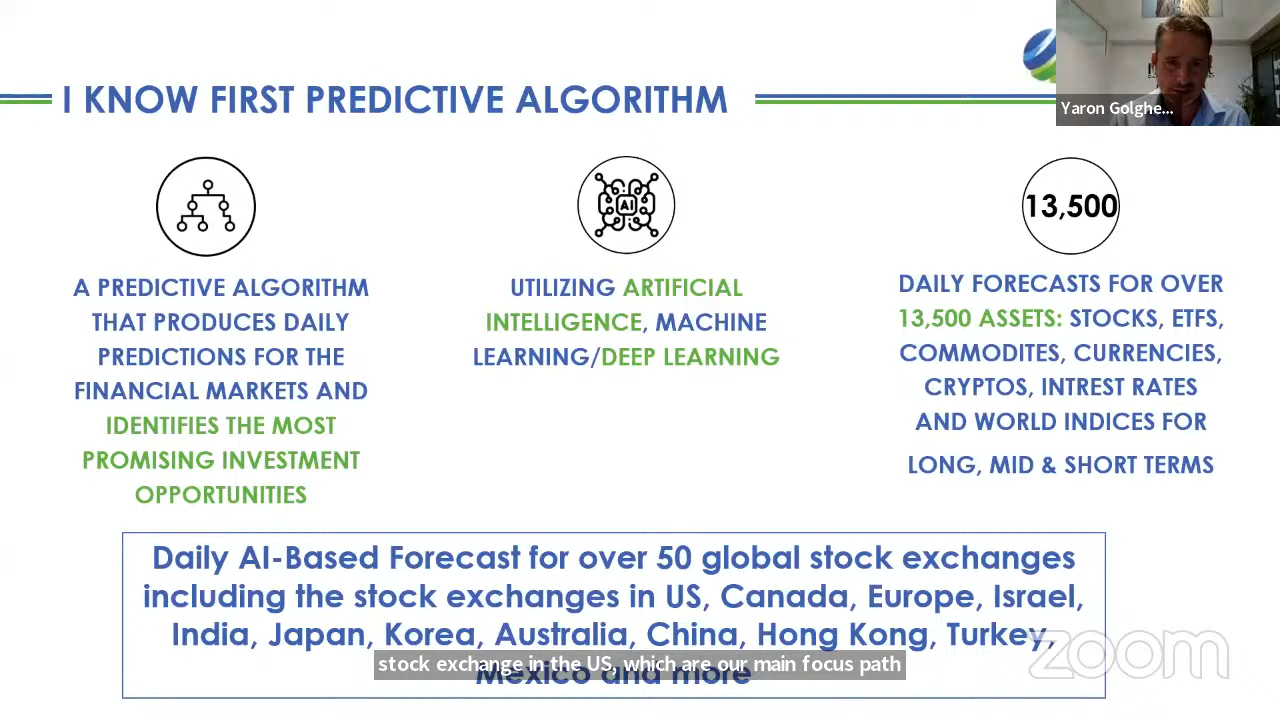 I KNOW FIRST PREDICTIVE ALGORITHM
Yaron Golghe...
AI
13,500
A PREDICTIVE ALGORITHM
THAT PRODUCES DAILY
PREDICTIONS FOR THE
FINANCIAL MARKETS AND
IDENTIFIES THE MOST
PROMISING INVESTMENT
OPPORTUNITIES
UTILIZING ARTIFICIAL
INTELLIGENCE, MACHINE
LEARNING/DEEP LEARNING
DAILY FORECASTS FOR OVER
13,500 ASSETS: STOCKS, ETFS,
COMMODITES, CURRENCIES,
CRYPTOS, INTREST RATES
AND WORLD INDICES FOR
LONG, MID & SHORT TERMS
Daily AI-Based Forecast for over 50 global stock exchanges
including the stock exchanges in US, Canada, Europe, Israel,
India, Japan, Korea, Australia, China, Hong Kong, Turkey,
Mexico and more
stock exchange in the US, which are our main focus path
zoom